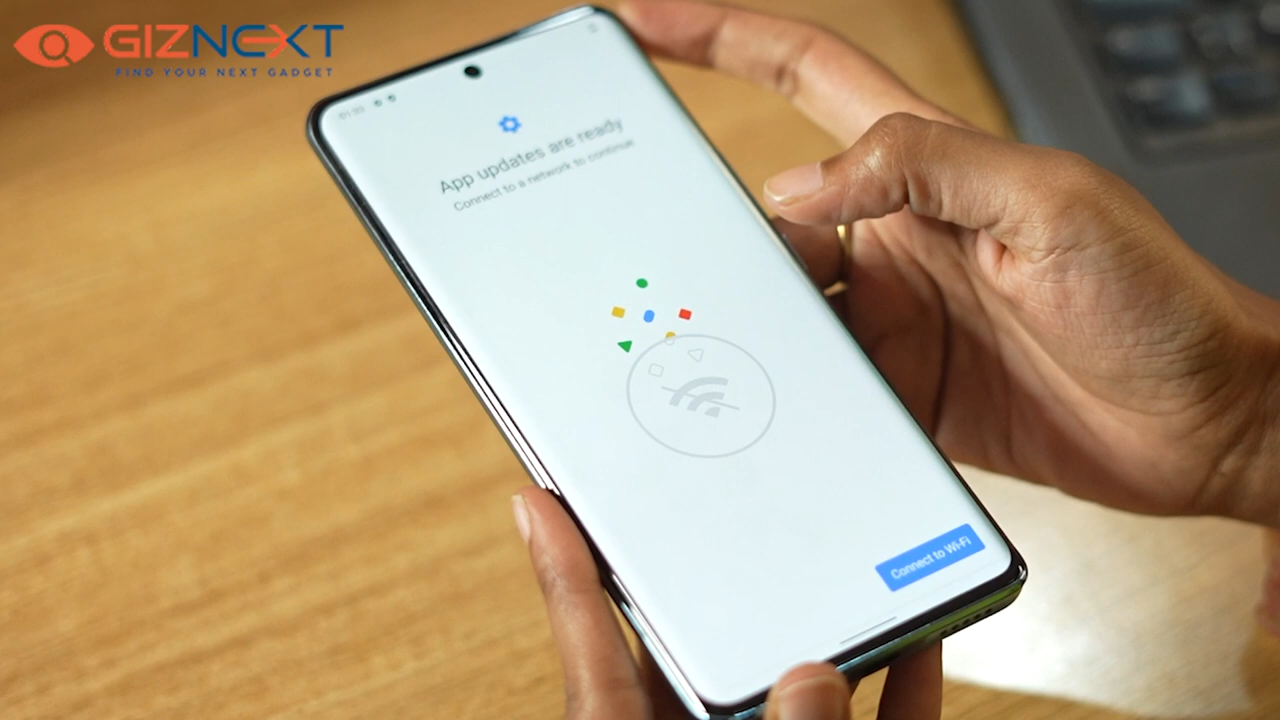 GIZNEXT
FIND YOUR NEXT GADGET
App updates are ready
Connect to a network to continue
Connect to Wi-Fi